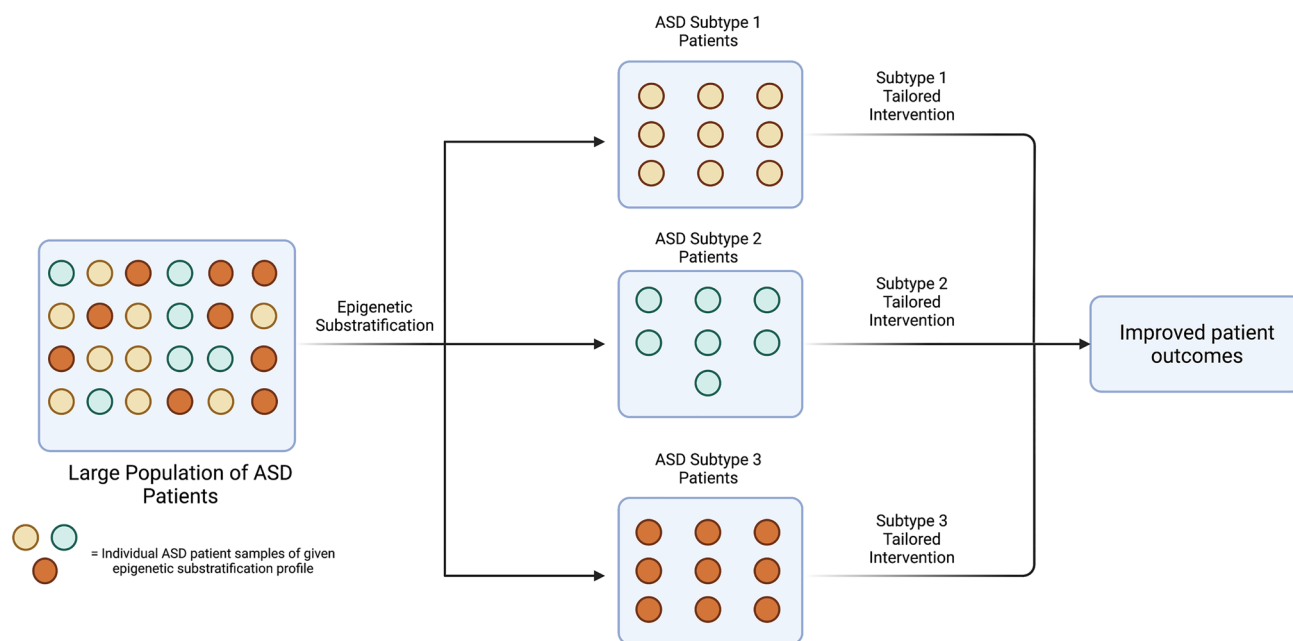 ASD Subtype 1
Patients
Subtype 1
Tailored
Intervention
Epigenetic
Substratification
ASD Subtype 2
Patients
Subtype 2
Tailored
Intervention
Improved patient
outcomes
Large Population of ASD
Patients
= Individual ASD patient samples of given
epigenetic substratification profile
ASD Subtype 3
Patients
Subtype 3
Tailored
Intervention